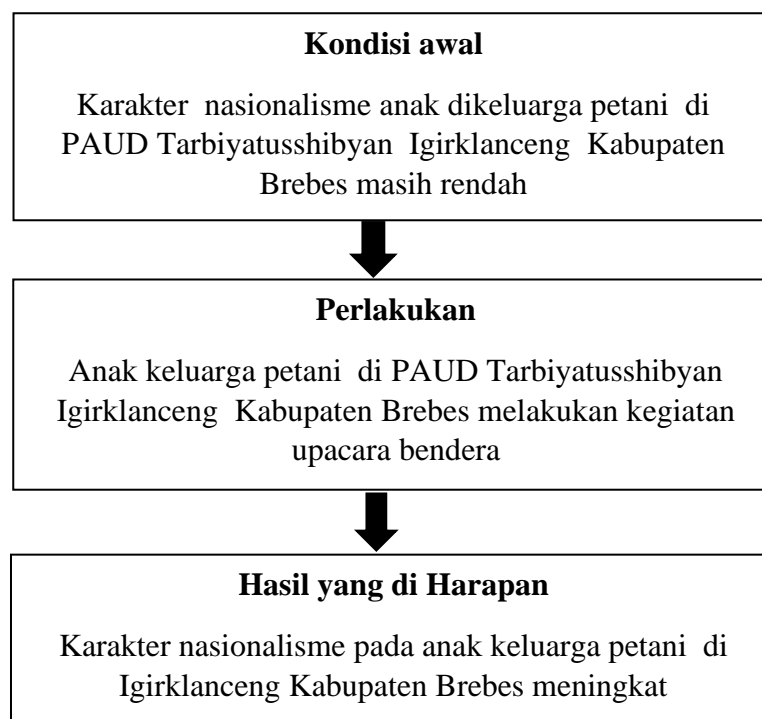 Kondisi awal
Karakter nasionalisme anak dikeluarga petani di
PAUD Tarbiyatusshibyan Igirklanceng Kabupaten
Brebes masih rendah
Perlakukan
Anak keluarga petani di PAUD Tarbiyatusshibyan
Igirklanceng Kabupaten Brebes melakukan kegiatan
upacara bendera
Hasil yang di Harapan
Karakter nasionalisme pada anak keluarga petani di
Igirklanceng Kabupaten Brebes meningkat